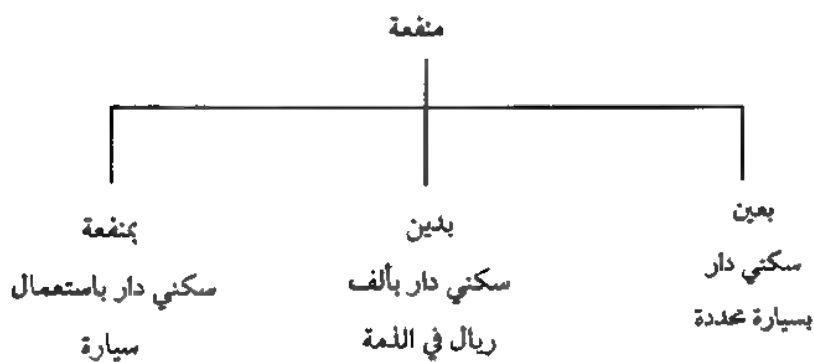 منفعة
بعين
سكني دار
بسيارة محددة
بدين
سكني دار بألف
ريال في الذمة
بمنفعة
سكني دار باستعمال
سيارة